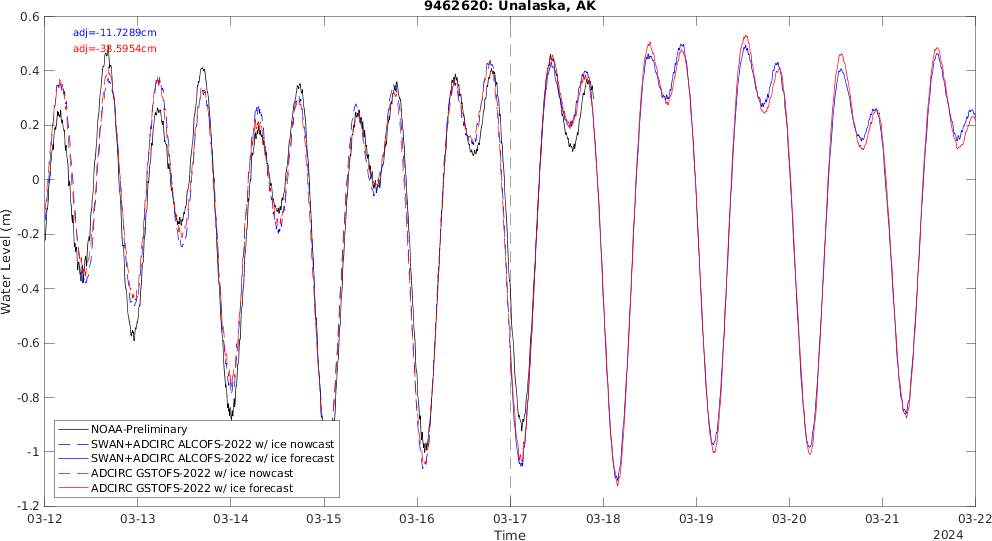 9462620: Unalaska, AK
adj=-11.7289cm
adj=-38.5954cm
0.6
0.4
0.2
0
-0.2
-0.4
-0.6
-0.8
-1
-1.2
Water Level (m)
NOAA-Preliminary
SWAN+ADCIRC ALCOFS-2022 w/ ice nowcast
SWAN+ADCIRC ALCOFS-2022 w/ ice forecast
ADCIRC GSTOFS-2022 w/ ice nowcast
ADCIRC GSTOFS-2022 w/ ice forecast
03-12 03-13 03-14 03-15 03-16 03-17 03-18 03-19 03-20 03-21 03-22
Time
2024